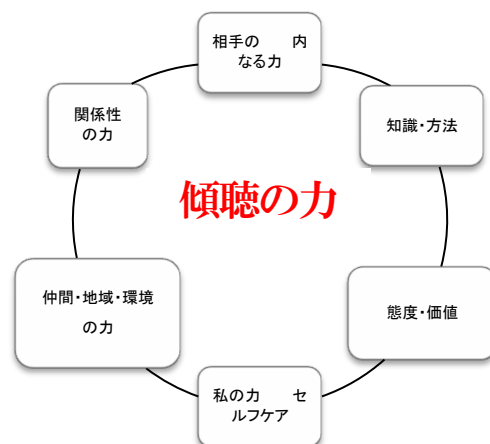 相手の　　内
なる力
関係性
の力
知識・方法
傾聴の力
仲間・地域・環境
の力
態度・価値
私の力　　セ
ルフケア